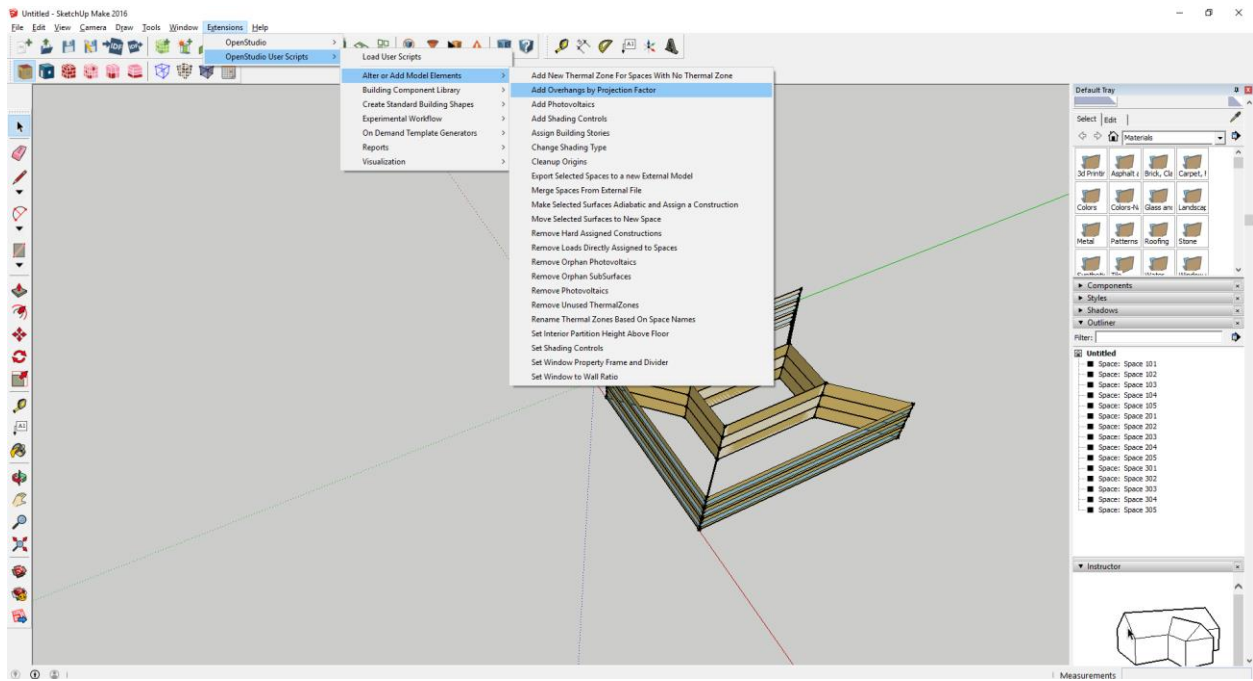 Untitled - SketchUp Make 2016
File Edit View Camera Draw Tools Window Extensions Help
OpenStudio
OpenStudio User Scripts
Load User Scripts
Alter or Add Model Elements
Building Component Library
Create Standard Building Shapes
Experimental Workflow
On Demand Template Generators
Reports
Visualization
Add New Thermal Zone For Spaces With No Thermal Zone
Add Overhangs by Projection Factor
Add Photovoltaics
Add Shading Controls
Assign Building Stories
Change Shading Type
Cleanup Origins
Export Selected Spaces to a new External Model
Merge Spaces From External File
Make Selected Surfaces Adiabatic and Assign a Construction
Move Selected Surfaces to New Space
Remove Hard Assigned Constructions
Remove Loads Directly Assigned to Spaces
Remove Orphan Photovoltaics
Remove Orphan SubSurfaces
Remove Photovoltaics
Remove Unused ThermalZones
Rename Thermal Zones Based On Space Names
Set Interior Partition Height Above Floor
Set Shading Controls
Set Window Property Frame and Divider
Set Window to Wall Ratio
Default Tray
Select Edit
Materials
3d Printir Asphalt Brick, Cla Carpet, F
Colors Colors-N Glass an Landscap
Metal Patterns Roofing Stone
Components
Styles
Shadows
Outliner
Filter:
Untitled
Space: Space 101
Space: Space 102
Space: Space 103
Space: Space 104
Space: Space 105
Space: Space 201
Space: Space 202
Space: Space 203
Space: Space 204
Space: Space 205
Space: Space 301
Space: Space 302
Space: Space 303
Space: Space 304
Space: Space 305
Instructor
Measurements